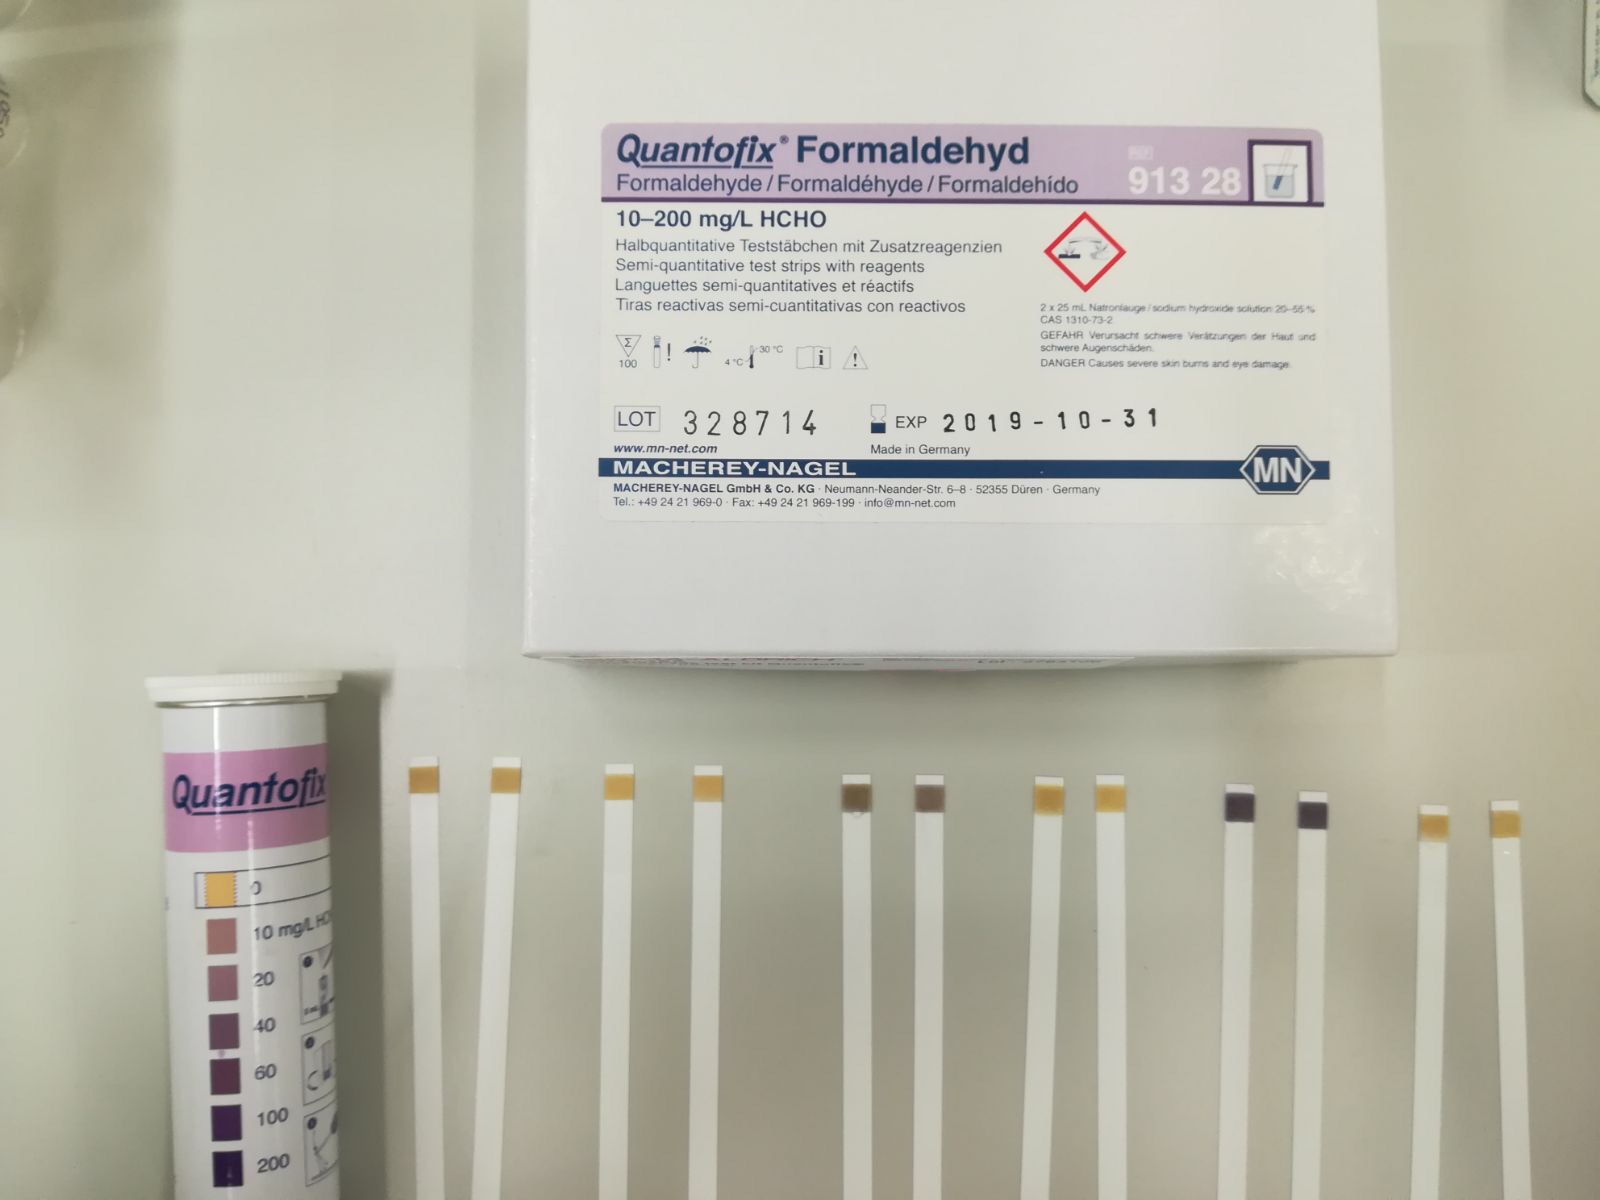 Quantofix® Formaldehyd
Formaldehyde / Formaldéhyde / Formaldehído
REF
913 28
10–200 mg/L HCHO
Halbquantitative Teststäbchen mit Zusatzreagenzien
Semi-quantitative test strips with reagents
Languettes semi-quantitatives et réactifs
Tiras reactivas semi-cuantitativas con reactivos
2 x 25 mL Natronlauge / sodium hydroxide solution 20–55 %
CAS 1310-73-2
GEFAHR Verursacht schwere Verätzungen der Haut und
schwere Augenschäden.
DANGER Causes severe skin burns and eye damage.
Σ
100
!
4 °C
30 °C
i
!
LOT 328714
EXP 2019-10-31
www.mn-net.com
Made in Germany
MACHEREY-NAGEL
MN
MACHEREY-NAGEL GmbH & Co. KG · Neumann-Neander-Str. 6–8 · 52355 Düren · Germany
Tel.: +49 24 21 969-0 · Fax: +49 24 21 969-199 · info@mn-net.com
Quantofix
0
10 mg/L HC
20
40
60
100
200